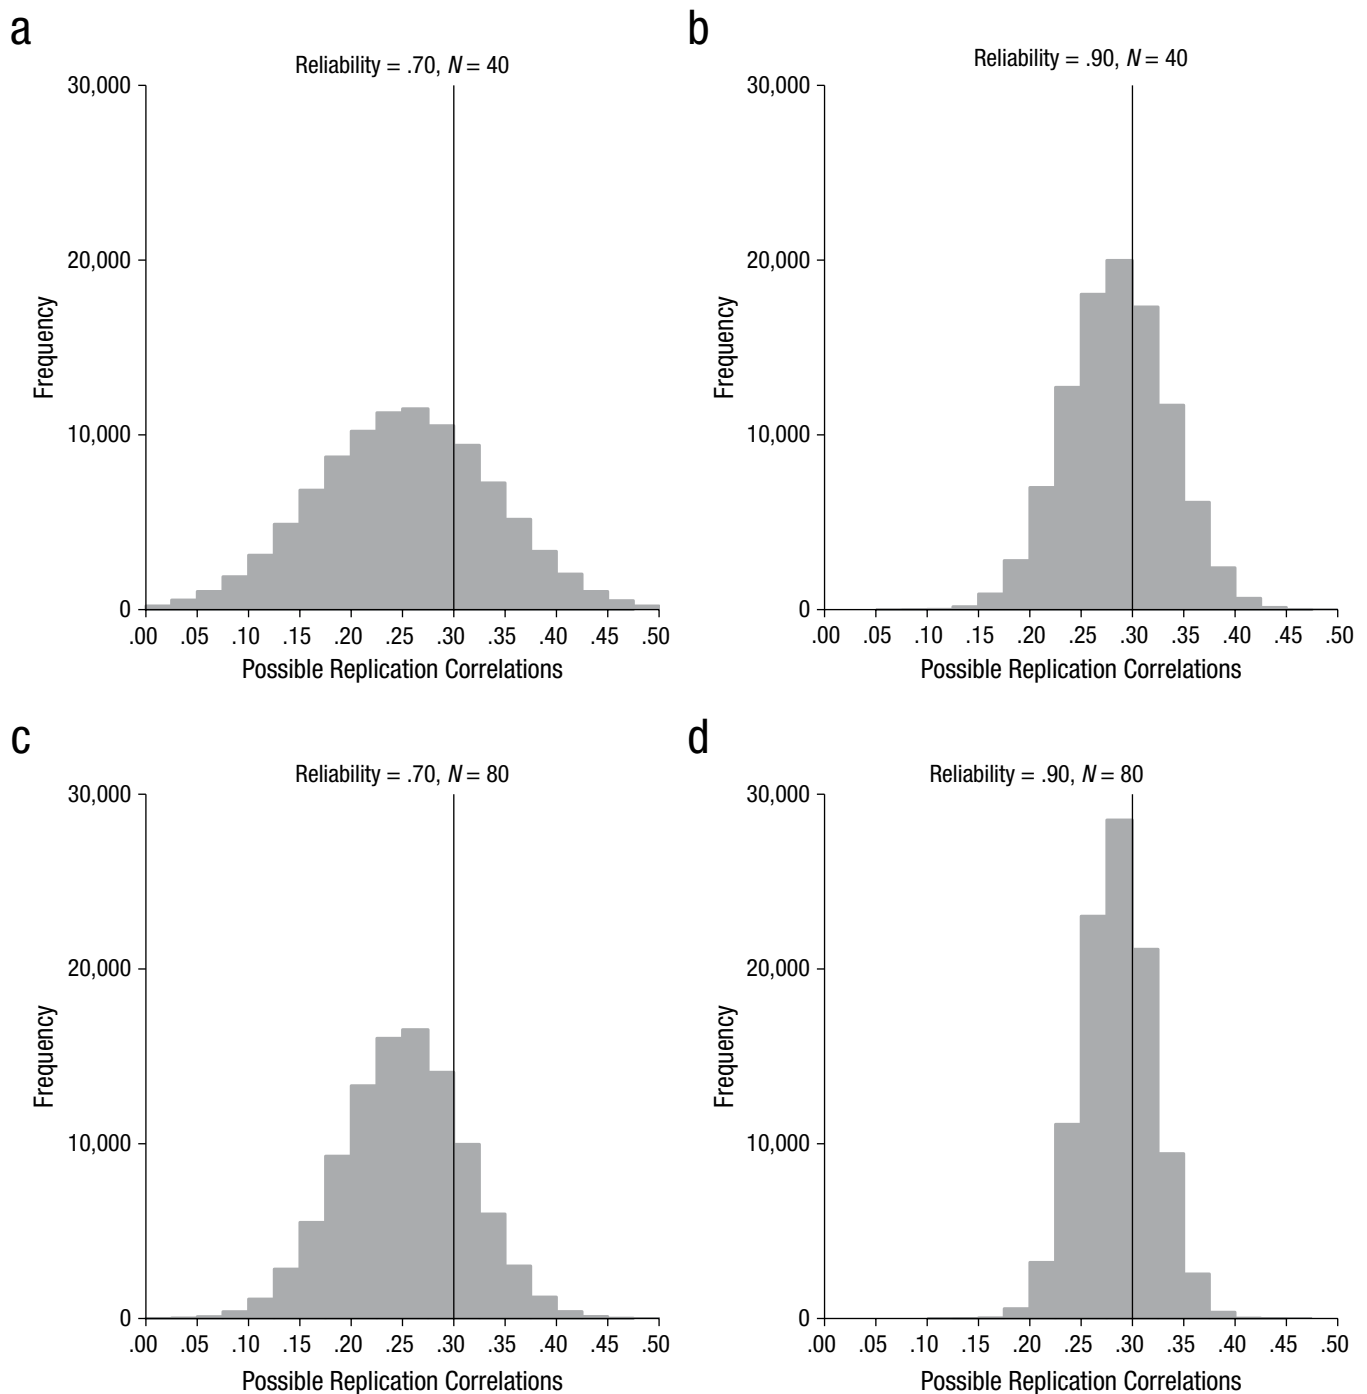 a
Reliability = .70, N = 40
30,000
20,000
10,000
0
Frequency
.00 .05 .10 .15 .20 .25 .30 .35 .40 .45 .50
Possible Replication Correlations
b
Reliability = .90, N = 40
30,000
20,000
10,000
0
Frequency
.00 .05 .10 .15 .20 .25 .30 .35 .40 .45 .50
Possible Replication Correlations
c
Reliability = .70, N = 80
30,000
20,000
10,000
0
Frequency
.00 .05 .10 .15 .20 .25 .30 .35 .40 .45 .50
Possible Replication Correlations
d
Reliability = .90, N = 80
30,000
20,000
10,000
0
Frequency
.00 .05 .10 .15 .20 .25 .30 .35 .40 .45 .50
Possible Replication Correlations